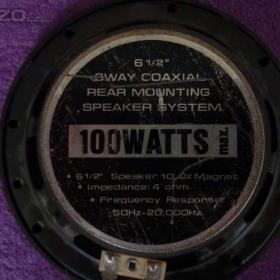 6 1/2"
3WAY COAXIAL
REAR MOUNTING
SPEAKER SYSTEM
100WATTS max.
• 6 1/2" Speaker 10 Oz Magnet
• Impedance: 4 ohm
• Frequency Response
50Hz-20,000Hz